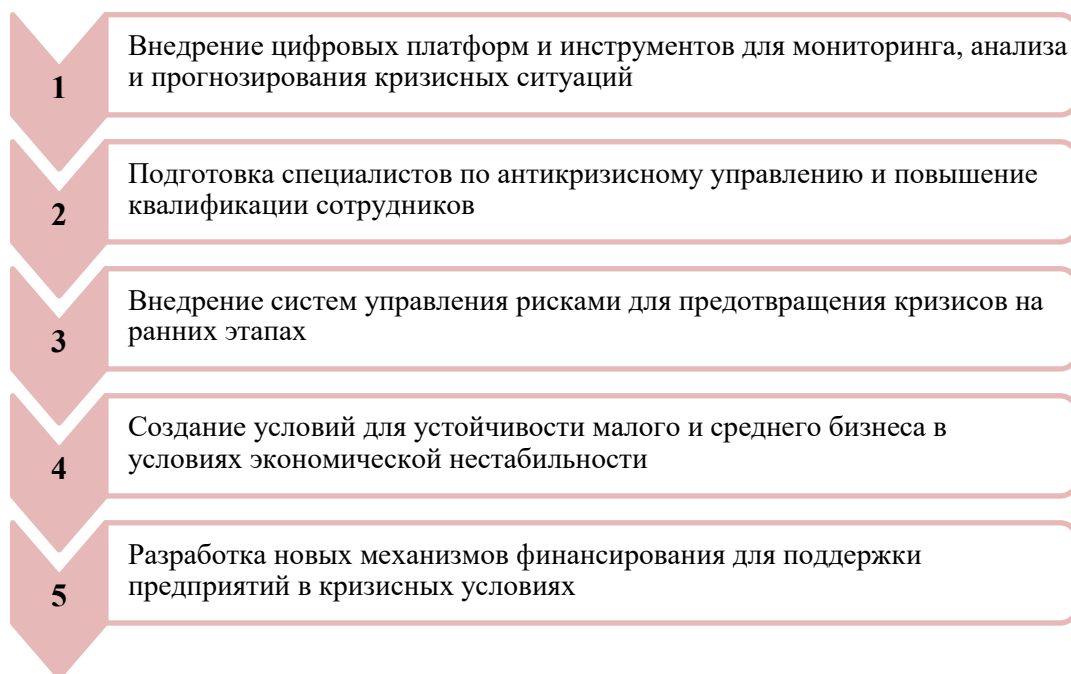 1
Внедрение цифровых платформ и инструментов для мониторинга, анализа
и прогнозирования кризисных ситуаций
2
Подготовка специалистов по антикризисному управлению и повышение
квалификации сотрудников
3
Внедрение систем управления рисками для предотвращения кризисов на
ранних этапах
4
Создание условий для устойчивости малого и среднего бизнеса в
условиях экономической нестабильности
5
Разработка новых механизмов финансирования для поддержки
предприятий в кризисных условиях